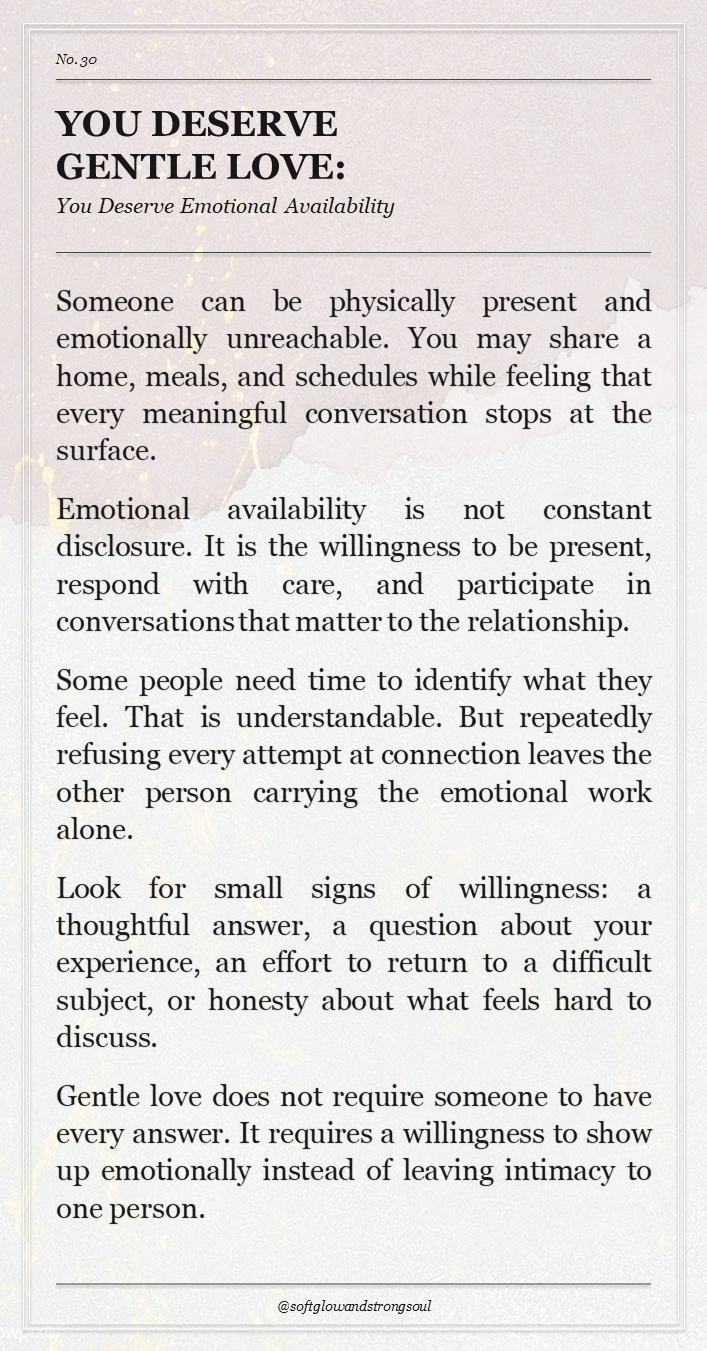 No. 30
YOU DESERVE
GENTLE LOVE:
You Deserve Emotional Availability
Someone can be physically present and
emotionally unreachable. You may share a
home, meals, and schedules while feeling that
every meaningful conversation stops at the
surface.
Emotional availability is not constant
disclosure. It is the willingness to be present,
respond with care, and participate in
conversations that matter to the relationship.
Some people need time to identify what they
feel. That is understandable. But repeatedly
refusing every attempt at connection leaves the
other person carrying the emotional work
alone.
Look for small signs of willingness: a
thoughtful answer, a question about your
experience, an effort to return to a difficult
subject, or honesty about what feels hard to
discuss.
Gentle love does not require someone to have
every answer. It requires a willingness to show
up emotionally instead of leaving intimacy to
one person.
@softglowandstrongsoul